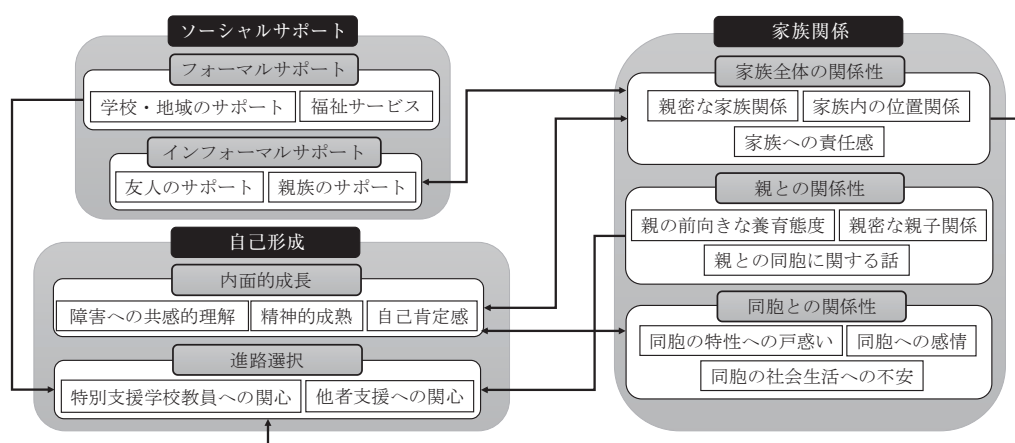 ソーシャルサポート
フォーマルサポート
学校・地域のサポート
福祉サービス
インフォーマルサポート
友人のサポート
親族のサポート
自己形成
内面的成長
障害への共感的理解
精神的成熟
自己肯定感
進路選択
特別支援学校教員への関心
他者支援への関心
家族関係
家族全体の関係性
親密な家族関係
家族内の位置関係
家族への責任感
親との関係性
親の前向きな養育態度
親密な親子関係
親との同胞に関する話
同胞との関係性
同胞の特性への戸惑い
同胞への感情
同胞の社会生活への不安